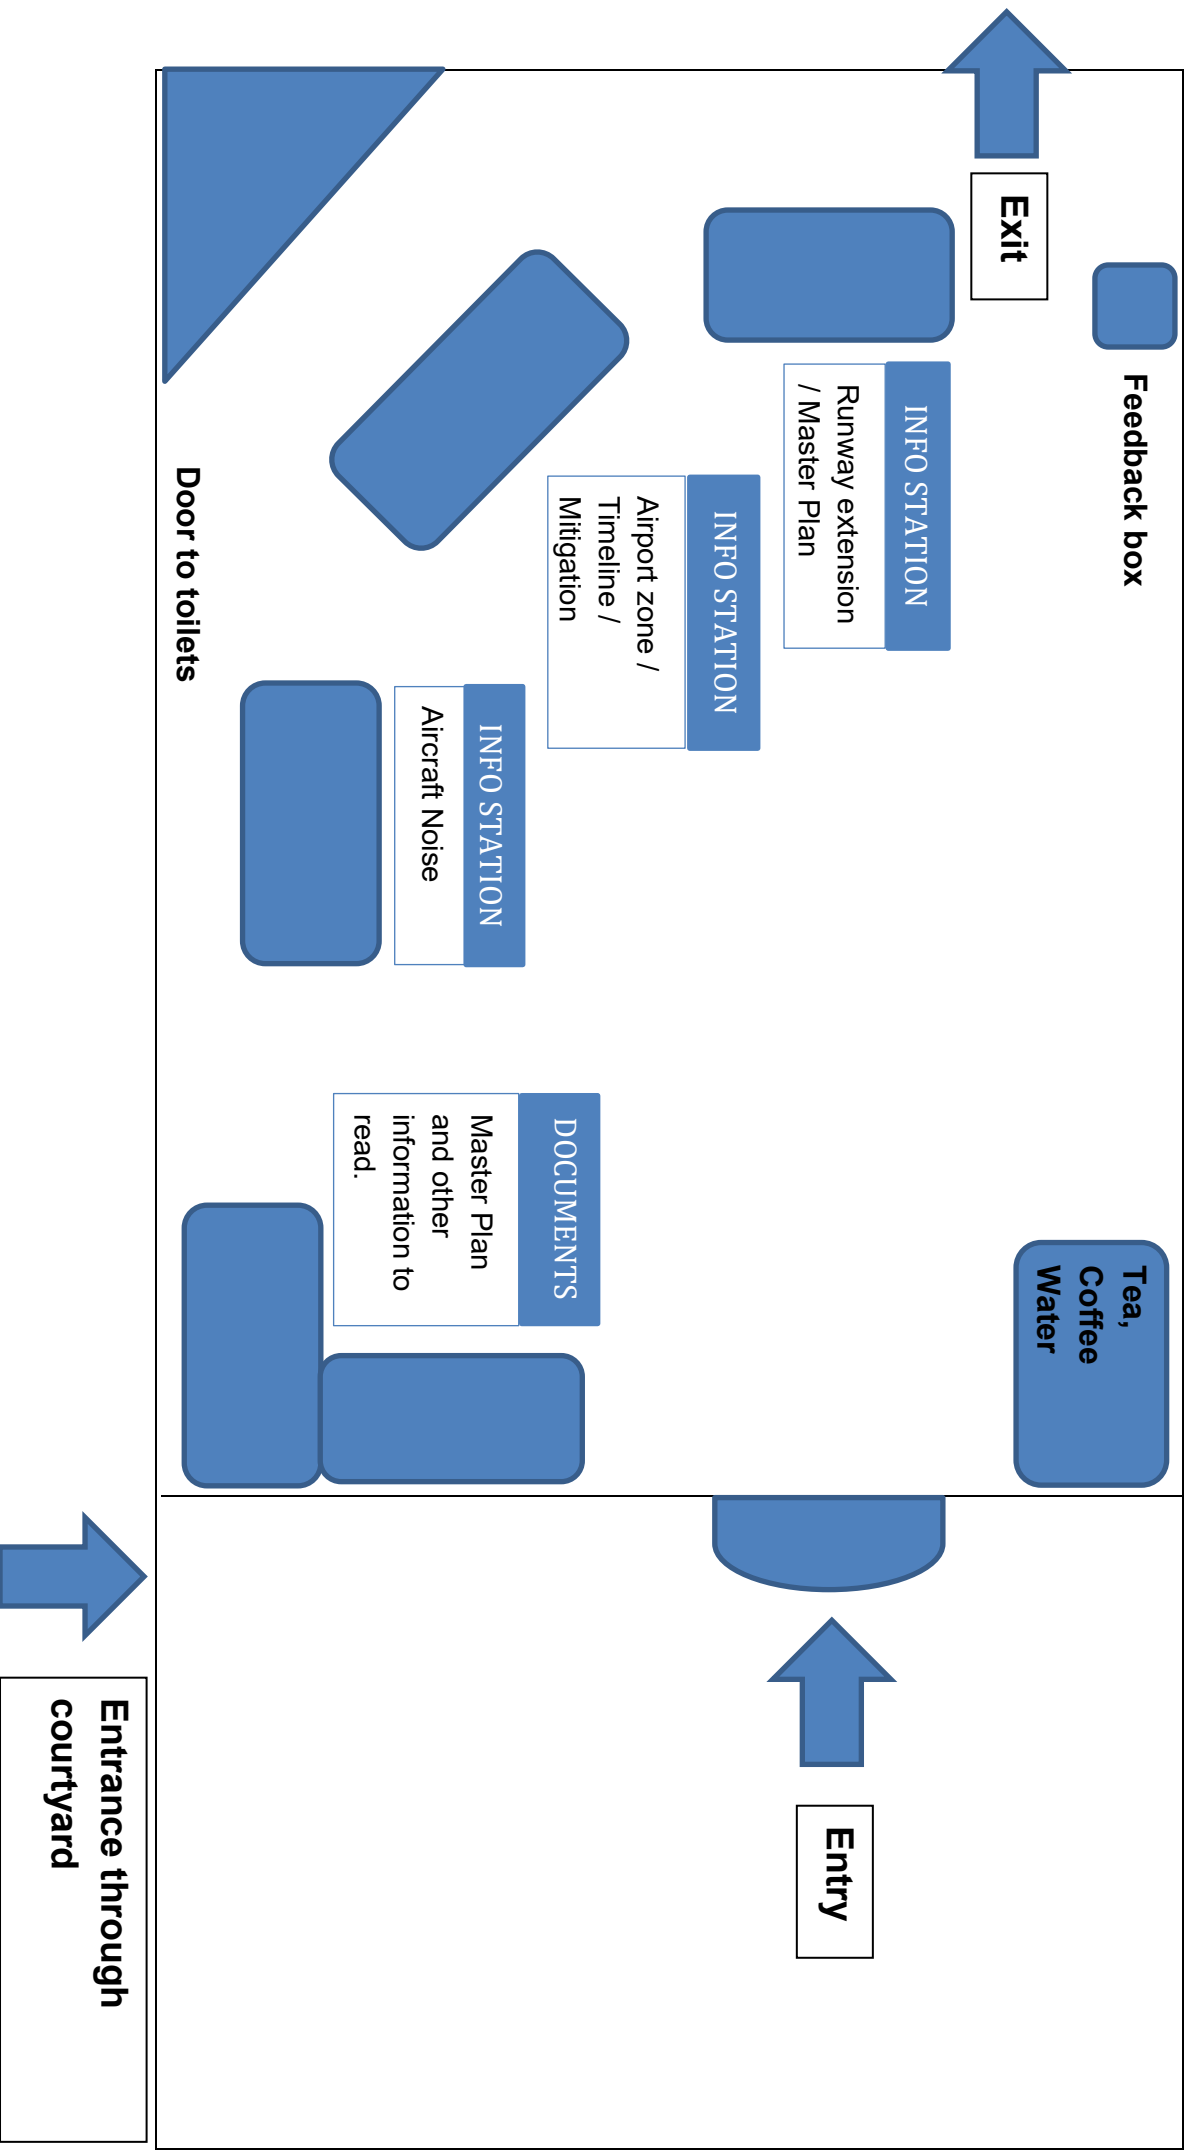 Exit
Feedback box
INFO STATION
Runway extension
/ Master Plan
INFO STATION
Airport zone /
Timeline /
Mitigation
Door to toilets
INFO STATION
Aircraft Noise
DOCUMENTS
Master Plan
and other
information to
read.
Tea,
Coffee
Water
Entry
Entrance through
courtyard